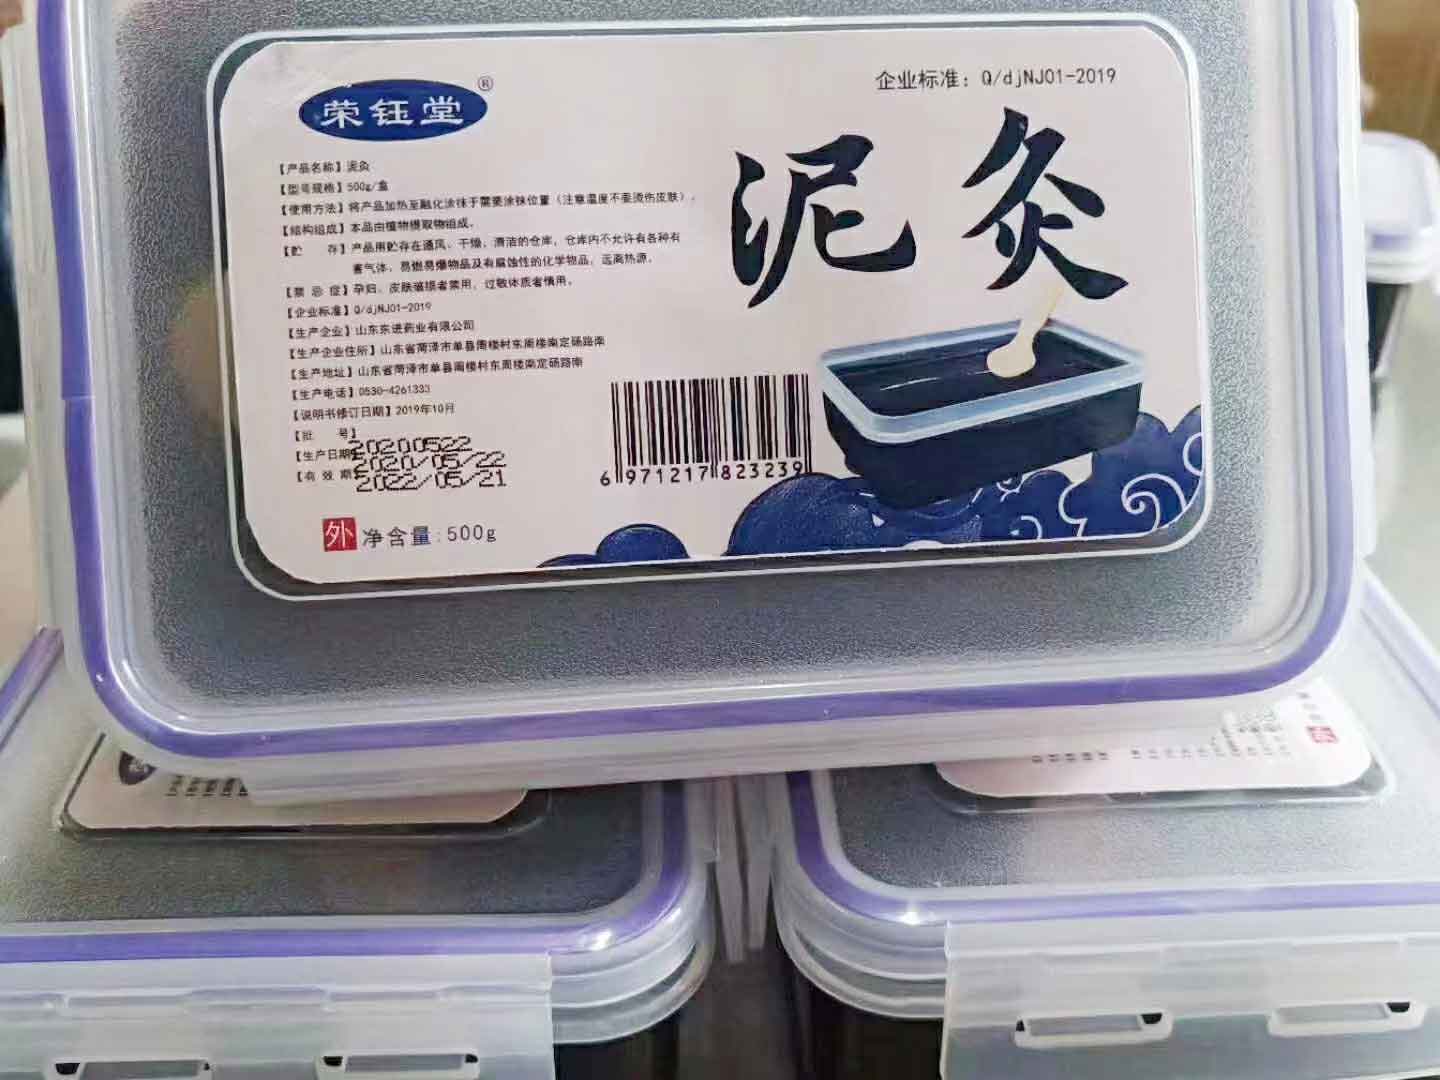 荣钰堂®
企业标准：Q/djNJ01-2019
泥灸
【产品名称】泥灸
【型号规格】500g/盒
【使用方法】将产品加热至融化涂抹于需要涂抹位置（注意温度不要烫伤皮肤）。
【结构组成】本品由植物提取物组成。
【贮 存】产品用贮存在通风、干燥、清洁的仓库，仓库内不允许有各种有
害气体、易燃易爆物品及有腐蚀性的化学物品，远离热源。
【禁 忌 症】孕妇、皮肤破损者禁用，过敏体质者慎用。
【企业标准】Q/djNJ01-2019
【生产企业】山东东进药业有限公司
【生产企业住所】山东省菏泽市单县周楼村东周楼南定砀路南
【生产地址】山东省菏泽市单县周楼村东周楼南定砀路南
【生产电话】0530-4261333
【说明书修订日期】2019年10月
【批 号】20200522
【生产日期】2020/05/22
【有 效 期】2022/05/21
6 971217 823239
外 净含量:500g
外